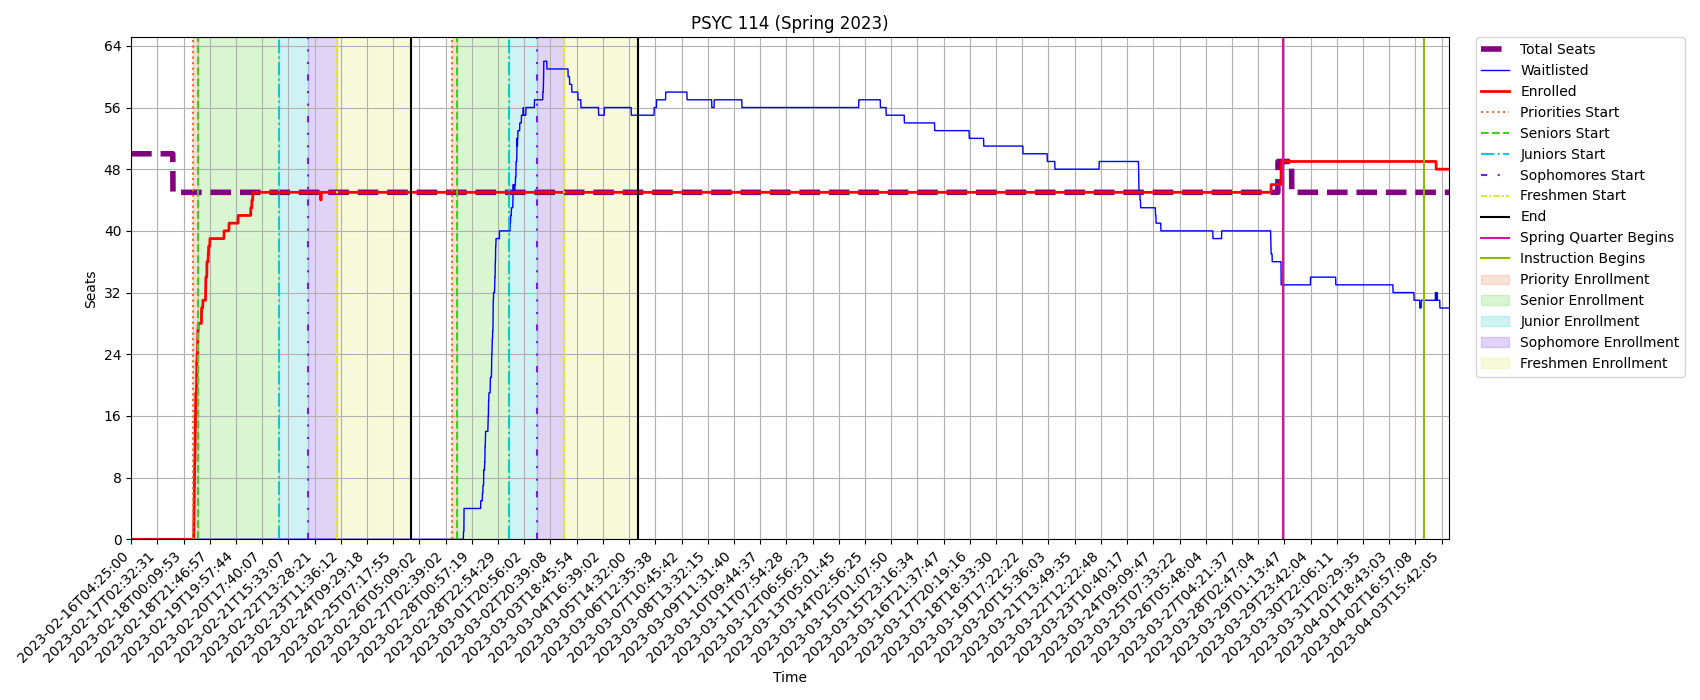 PSYC 114 (Spring 2023)
64
56
48
40
32
24
16
8
0
Seats
2023-02-16T04:25:00
2023-02-17T02:32:31
2023-02-18T00:09:53
2023-02-18T21:46:57
2023-02-19T19:57:44
2023-02-20T17:40:07
2023-02-21T15:33:07
2023-02-22T13:28:21
2023-02-23T11:36:12
2023-02-24T09:29:18
2023-02-25T07:17:55
2023-02-26T05:09:02
2023-02-27T02:39:02
2023-02-28T00:57:19
2023-02-28T22:54:29
2023-03-01T20:56:02
2023-03-02T20:39:08
2023-03-03T18:45:54
2023-03-04T16:39:02
2023-03-05T14:32:00
2023-03-06T12:35:38
2023-03-07T10:45:42
2023-03-08T13:32:15
2023-03-09T11:31:40
2023-03-10T09:44:37
2023-03-11T07:54:28
2023-03-12T06:56:23
2023-03-13T05:01:45
2023-03-14T02:56:25
2023-03-15T01:07:50
2023-03-15T23:16:34
2023-03-16T21:37:47
2023-03-17T20:19:16
2023-03-18T18:33:30
2023-03-19T17:22:22
2023-03-20T15:36:03
2023-03-21T13:49:35
2023-03-22T12:22:48
2023-03-23T10:40:17
2023-03-24T09:09:47
2023-03-25T07:33:22
2023-03-26T05:48:04
2023-03-27T04:21:37
2023-03-28T02:47:04
2023-03-29T01:13:47
2023-03-29T23:42:04
2023-03-30T22:06:11
2023-03-31T20:29:35
2023-04-01T18:43:03
2023-04-02T16:57:08
2023-04-03T15:42:05
Time
Total Seats
Waitlisted
Enrolled
Priorities Start
Seniors Start
Juniors Start
Sophomores Start
Freshmen Start
End
Spring Quarter Begins
Instruction Begins
Priority Enrollment
Senior Enrollment
Junior Enrollment
Sophomore Enrollment
Freshmen Enrollment